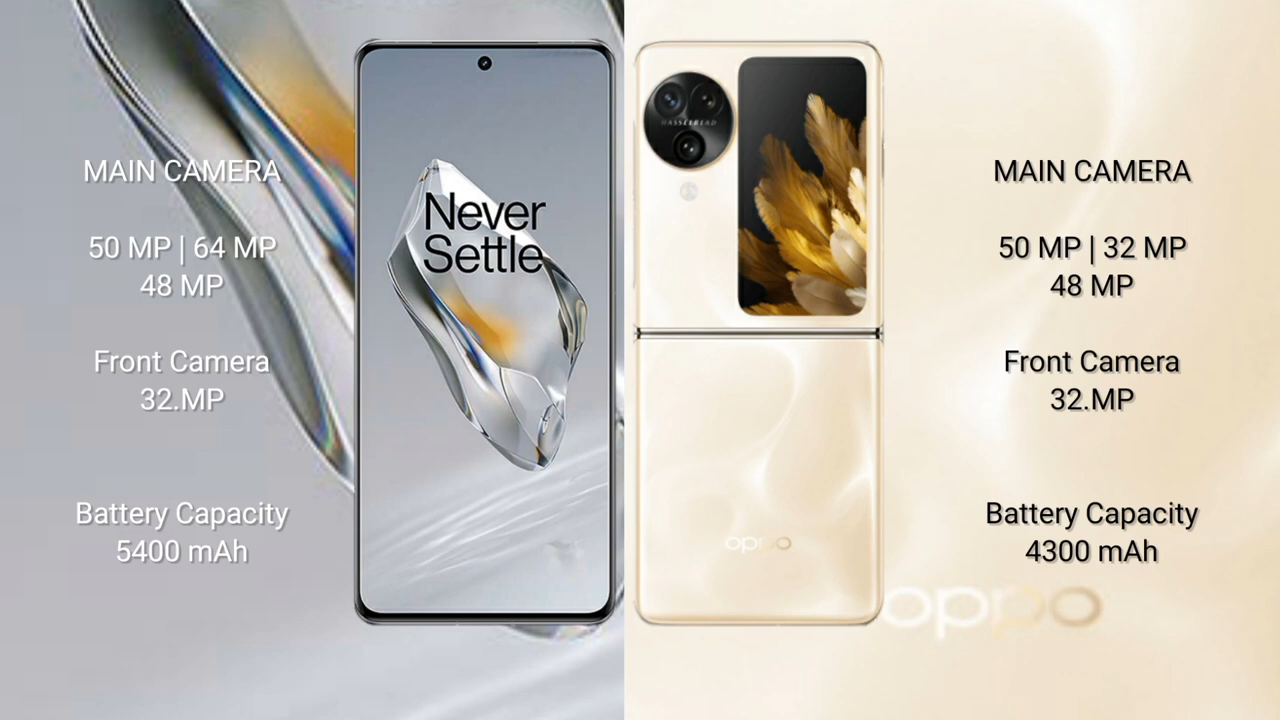 MAIN CAMERA
50 MP | 64 MP
48 MP
Front Camera
32.MP
Battery Capacity
5400 mAh
Never
Settle
HASSELBLAD
oppo
MAIN CAMERA
50 MP | 32 MP
48 MP
Front Camera
32.MP
Battery Capacity
4300 mAh
oppo